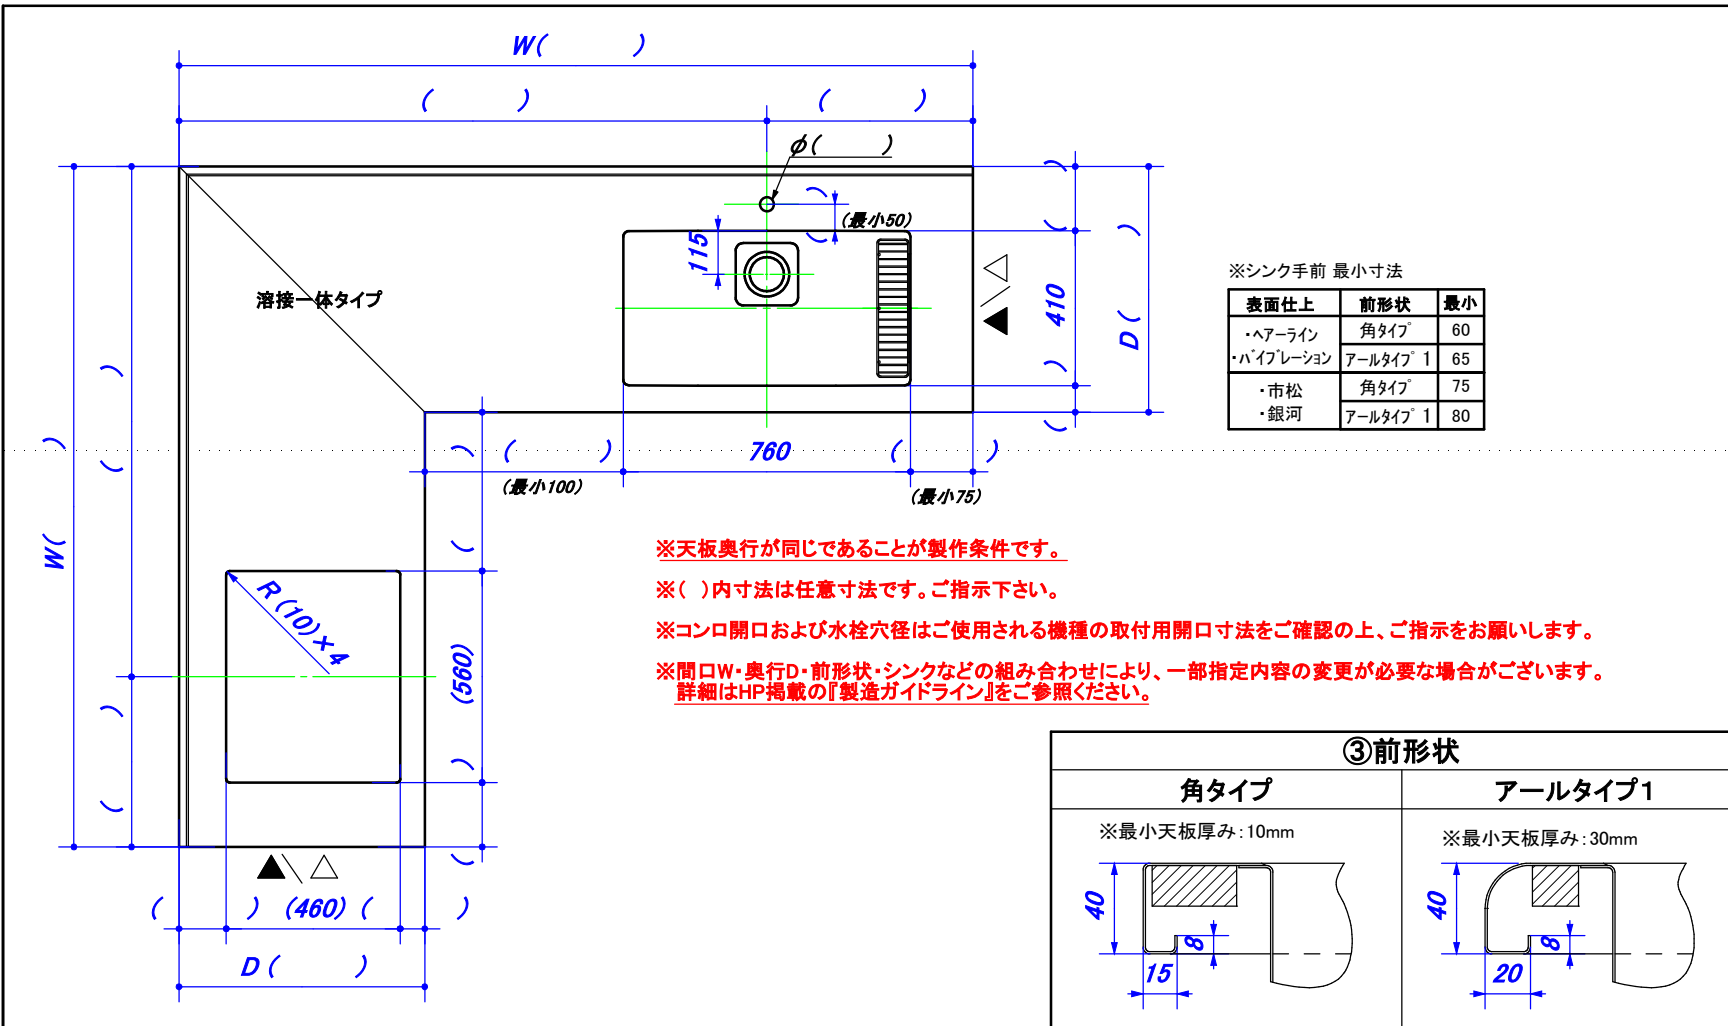 W(　　　)
(　　　)
(　　　)
φ(　　　)
(　)
(最小50)
115
(　)
410
(　)
D(　)
溶接一体タイプ
※シンク手前 最小寸法
表面仕上 前形状 最小
・ヘアーライン
・バイブレーション
角タイプ 60
アールタイプ 1 65
・市松
・銀河
角タイプ 75
アールタイプ 1 80
W(　)
(　)
(　)
(　)
(　　　)
760
(　　　)
(最小100)
(最小75)
R(10)×4
(560)
(　)
※天板奥行が同じであることが製作条件です。
※(　)内寸法は任意寸法です。ご指示下さい。
※コンロ開口および水栓穴径はご使用される機種の取付用開口寸法をご確認の上、ご指示をお願いします。
※間口W・奥行D・前形状・シンクなどの組み合わせにより、一部指定内容の変更が必要な場合がございます。
詳細はHP掲載の『製造ガイドライン』をご参照ください。
(　　　)
(460)
(　　　)
D(　　　)
③前形状
角タイプ
アールタイプ1
※最小天板厚み:10mm
※最小天板厚み:30mm
40
8
15
40
8
20